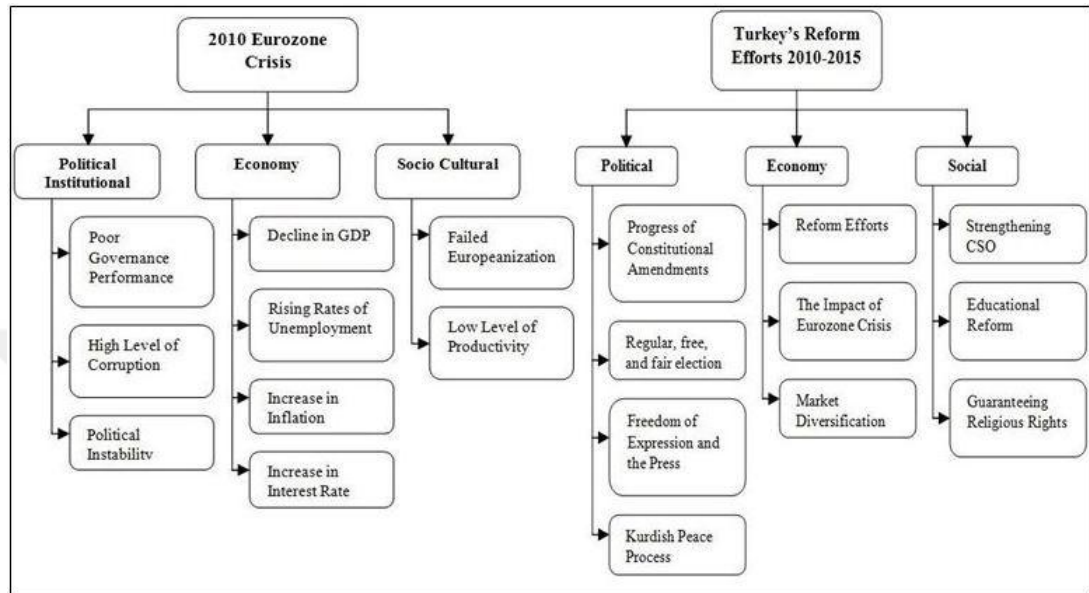 2010 Eurozone
Crisis
Political
Institutional
Poor
Governance
Performance
High Level of
Corruption
Political
Instability
Economy
Decline in GDP
Rising Rates of
Unemployment
Increase in
Inflation
Increase in
Interest Rate
Socio Cultural
Failed
Europeanization
Low Level of
Productivity
Turkey’s Reform
Efforts 2010-2015
Political
Progress of
Constitutional
Amendments
Regular, free,
and fair election
Freedom of
Expression and
the Press
Kurdish Peace
Process
Economy
Reform Efforts
The Impact of
Eurozone Crisis
Market
Diversification
Social
Strengthening
CSO
Educational
Reform
Guaranteeing
Religious Rights